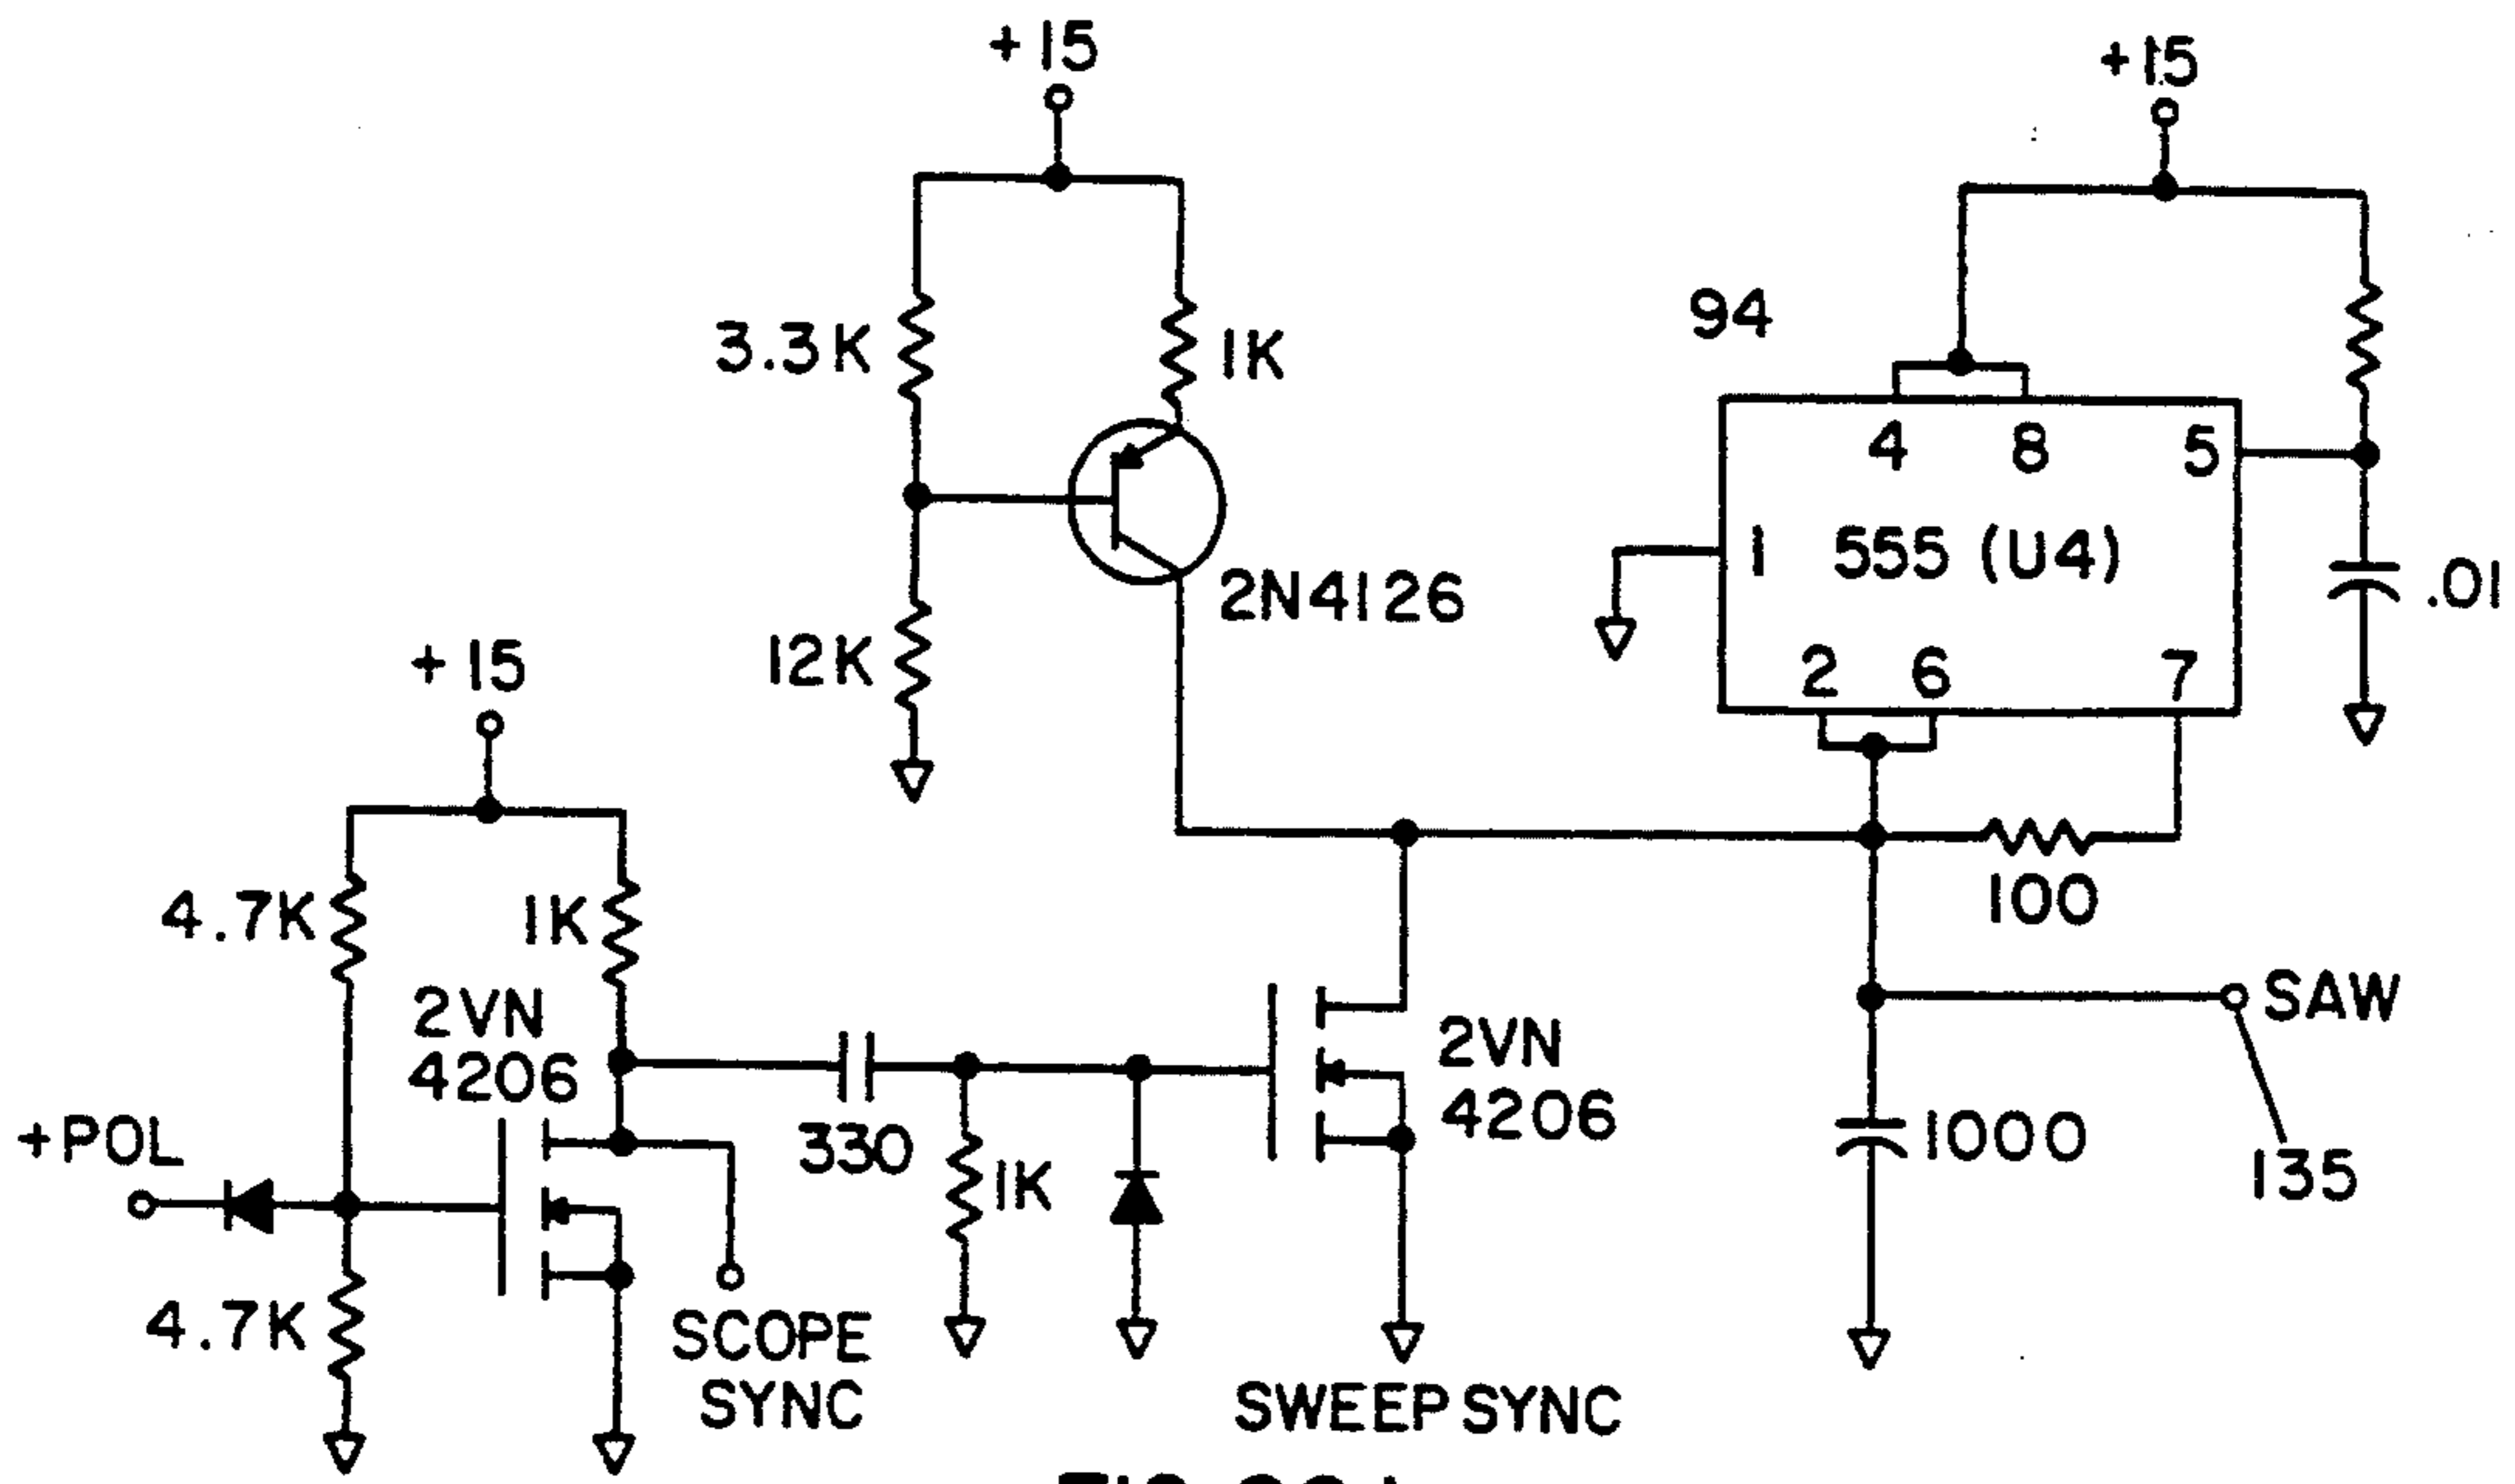 +15
+15
94
3.3K
1K
4 8 5
1 555 (U4)
2N4126
.01
12K
2 6 7
+15
4.7K
1K
100
2VN
4206
SAW
2VN
4206
1000
+POL
330
1K
135
4.7K
SCOPE
SYNC
SWEEP SYNC